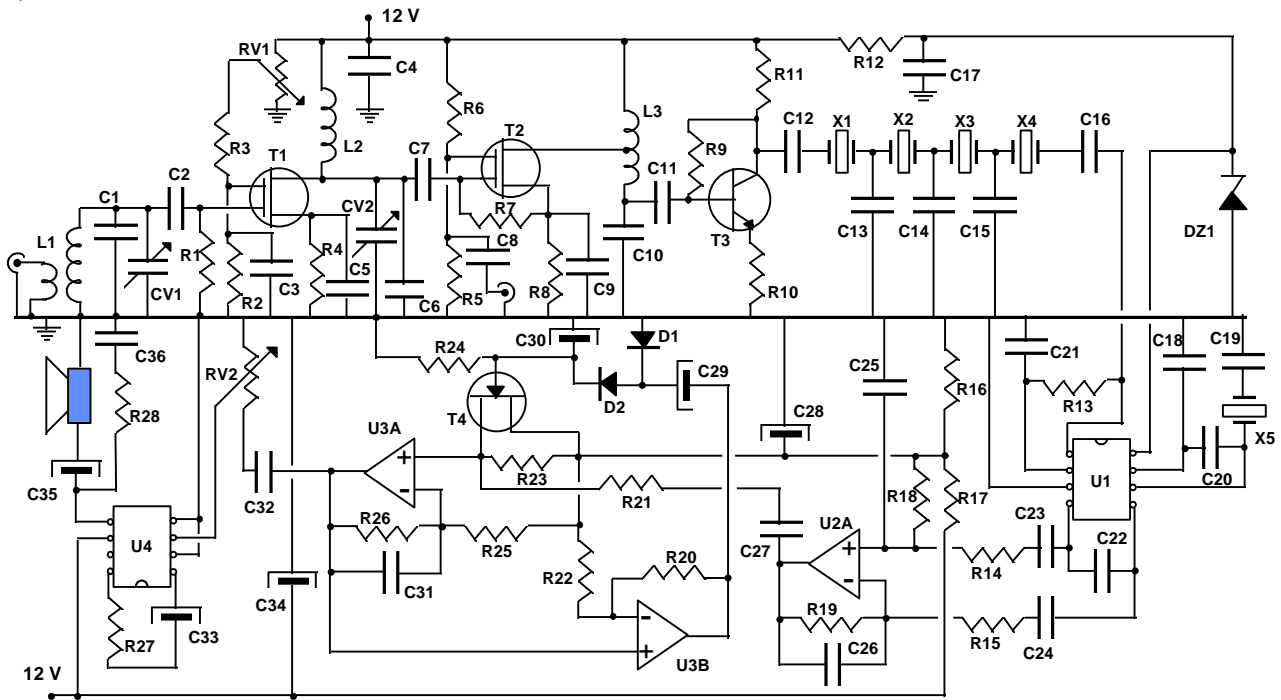 12 V
RV1
C4
R12
C17
R11
R6
L3
T2
C12
X1
X2
X3
X4
C16
R3
L2
C7
R9
C11
T1
C2
C1
CV2
R7
C8
L1
R1
R4
C5
T3
C13
C14
C15
DZ1
CV1
R2
C3
C6
R5
R8
C9
C10
R10
C36
R24
C30
D1
C25
R16
C21
C18
C19
RV2
R28
T4
D2
C29
C28
R13
X5
U3A
+
-
R23
R21
R18
R17
U1
C20
C35
C32
U4
R26
R25
C27
U2A
+
-
C23
C22
R14
C34
C31
R22
R20
R27
C33
-
+
U3B
R19
C26
R15
C24
12 V